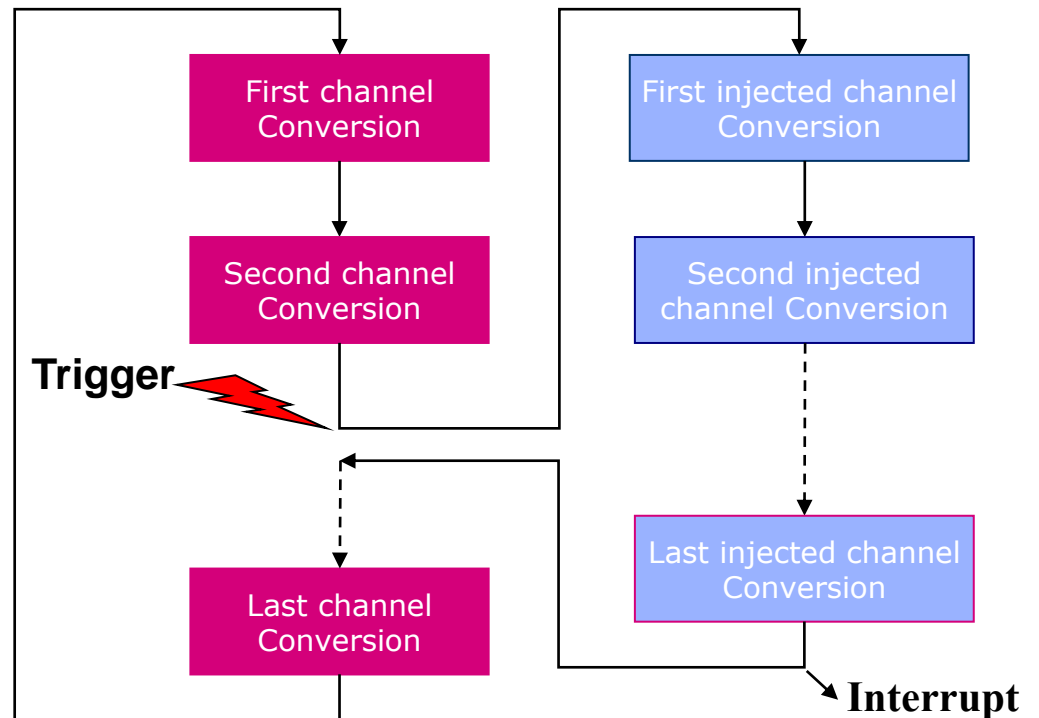 First channel
Conversion
First injected channel
Conversion
Second channel
Conversion
Second injected
channel Conversion
Trigger
Last injected channel
Conversion
Last channel
Conversion
Interrupt